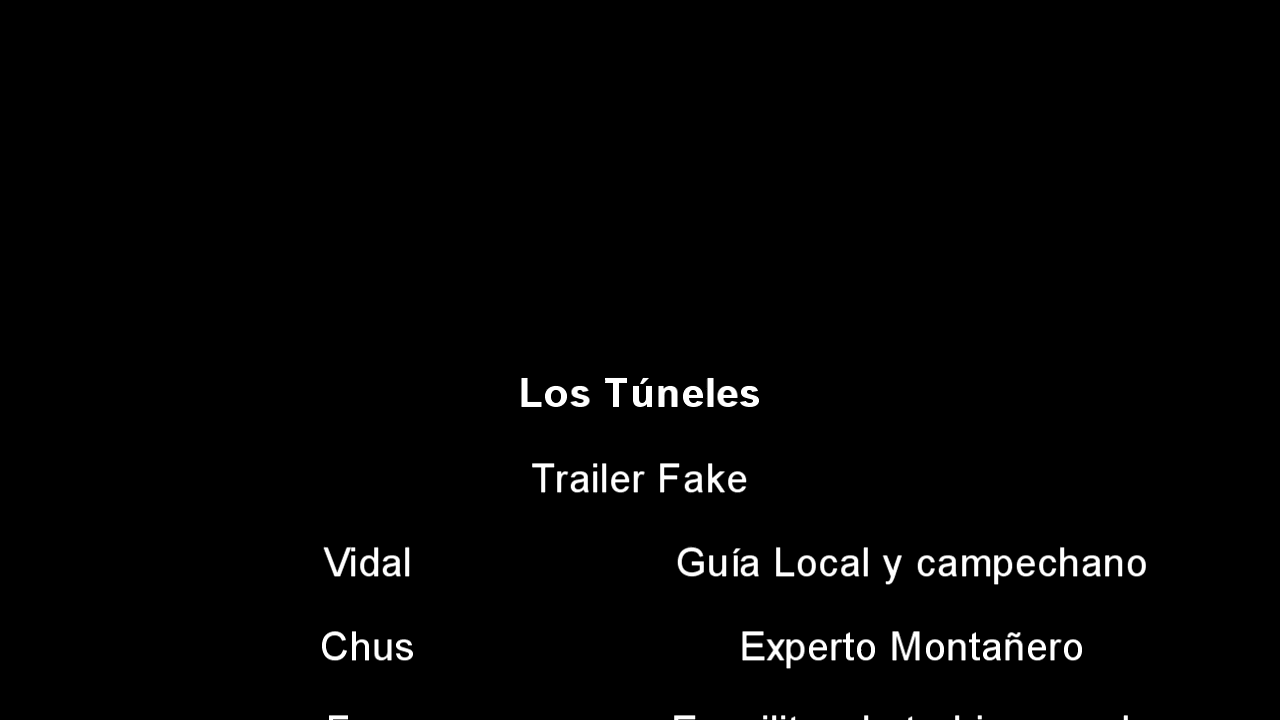 Los Túneles
Trailer Fake
Vidal Guía Local y campechano
Chus Experto Montañero